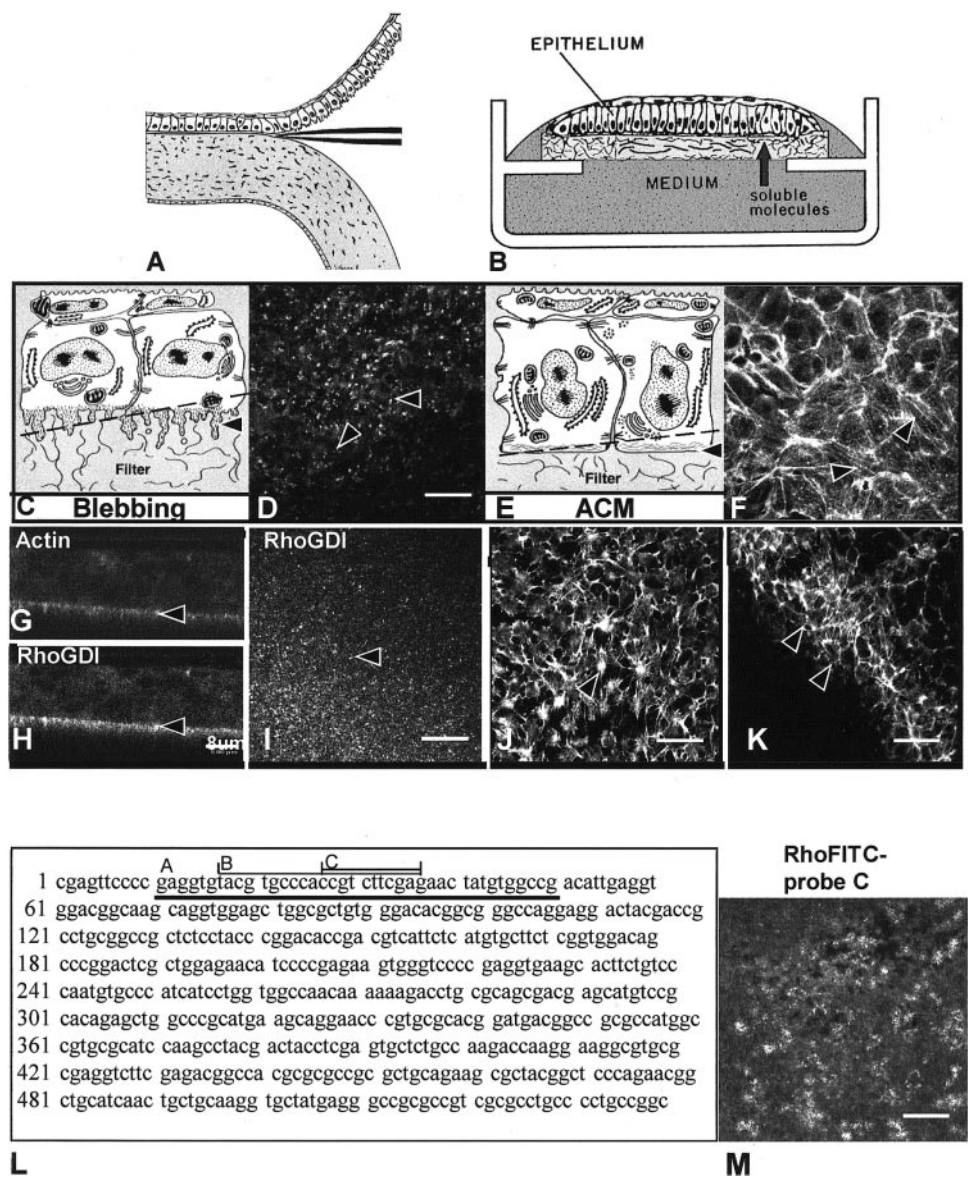 EPITHELIUM
MEDIUM
soluble
molecules
A
B
Filter
Filter
C Blebbing
D
E ACM
F
Actin
G
RhoGDI
H
8um
RhoGDI
I
J
K
A B C
1 cgagttcccc gaggtgtacg tgcccaccgt cttcgagaac tatgtggccg acattgaggt
61 ggacggcaag caggtggagc tggcgctgtg ggacacggcg ggccaggagg actacgaccg
121 cctgcggccg ctctcctacc cggacaccga cgtcattctc atgtgcttct cggtggacag
181 cccggactcg ctggagaaca tccccgagaa gtgggtcccc gaggtgaagc acttctgtcc
241 caatgtgccc atcatcctgg tggccaacaa aaaagacctg cgcagcgacg agcatgtccg
301 cacagagctg gcccgcatga agcaggaacc cgtgcgcacg gatgacggcc gcgccatggc
361 cgtgcgcatc caagcctacg actacctcga gtgctctgcc aagaccaagg aaggcgtgcg
421 cgaggtcttc gagacggcca cgcgcgccgc gctgcagaag cgctacggct cccagaacgg
481 ctgcatcaac tgctgcaagg tgctatgagg gccgcgccgt cgcgcctgcc cctgccggc
L
RhoFITC-
probe C
M